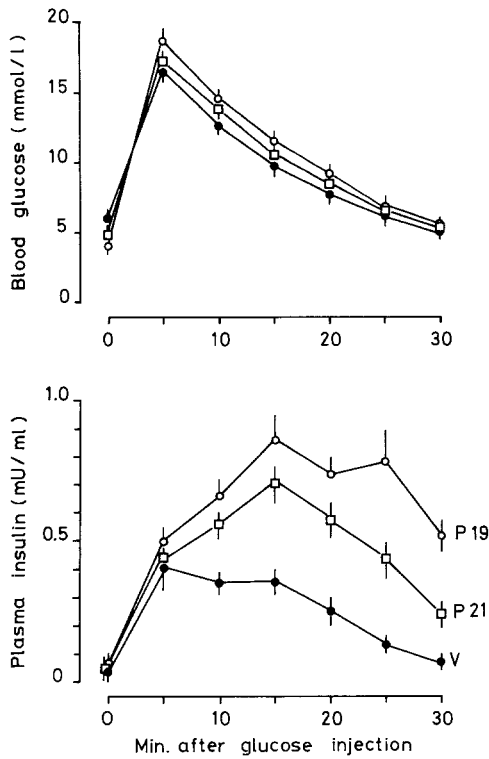 Blood glucose (mmol/l)
20
15
10
5
0
0
10
20
30
Plasma insulin (mU/ml)
1.0
0.5
0
P 19
P 21
V
0
10
20
30
Min. after glucose injection